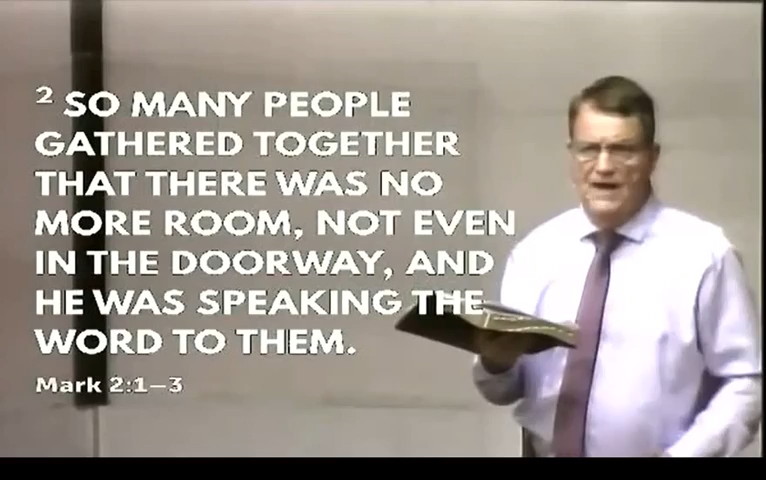 ² SO MANY PEOPLE
GATHERED TOGETHER
THAT THERE WAS NO
MORE ROOM, NOT EVEN
IN THE DOORWAY, AND
HE WAS SPEAKING THE
WORD TO THEM.
Mark 2:1–3